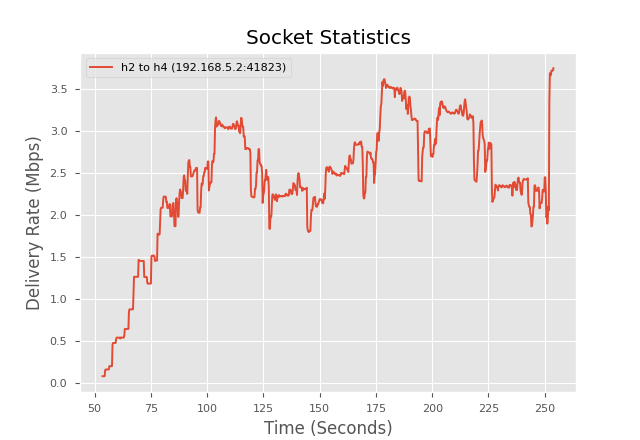 Socket Statistics
h2 to h4 (192.168.5.2:41823)
Delivery Rate (Mbps)
3.5
3.0
2.5
2.0
1.5
1.0
0.5
0.0
50 75 100 125 150 175 200 225 250
Time (Seconds)